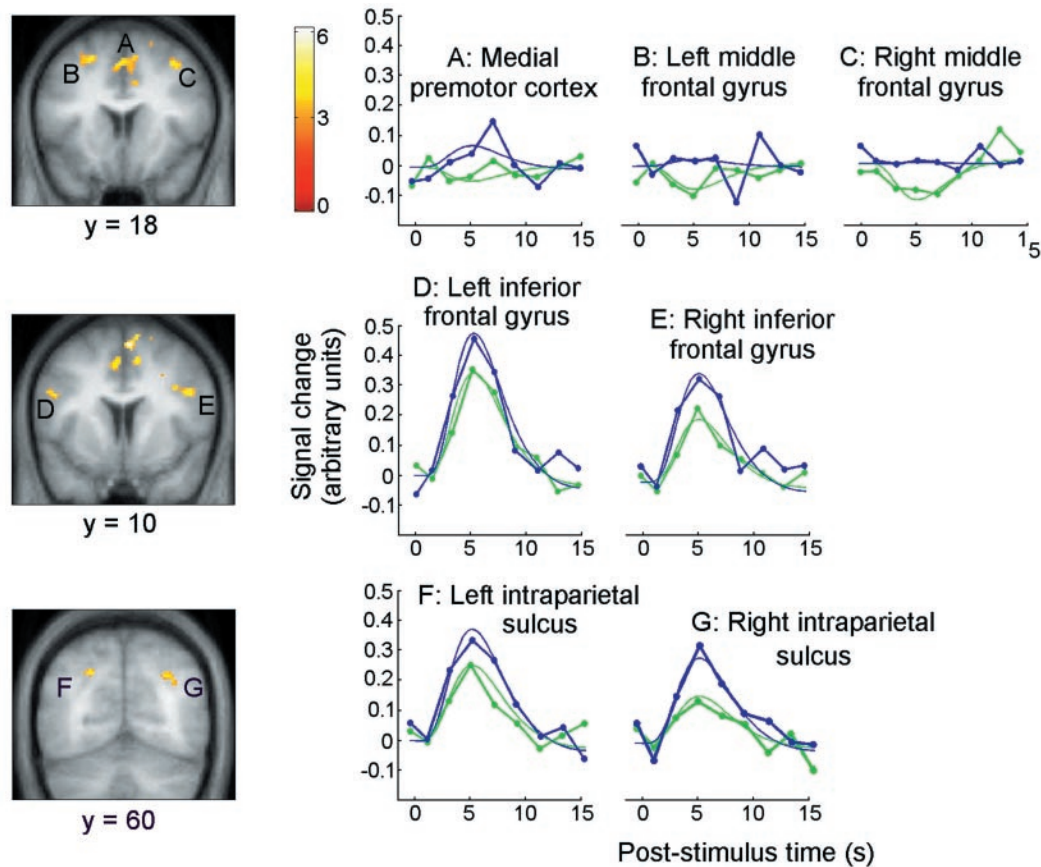 A
B
C
y = 18
6
3
0
0.5
0.4
0.3
0.2
0.1
0
-0.1
A: Medial
premotor cortex
0 5 10 15
B: Left middle
frontal gyrus
0 5 10 15
C: Right middle
frontal gyrus
0 5 10 15
D
E
y = 10
Signal change
(arbitrary units)
0.5
0.4
0.3
0.2
0.1
0
-0.1
D: Left inferior
frontal gyrus
0 5 10 15
E: Right inferior
frontal gyrus
0 5 10 15
F
G
y = 60
0.5
0.4
0.3
0.2
0.1
0
-0.1
F: Left intraparietal
sulcus
0 5 10 15
G: Right intraparietal
sulcus
0 5 10 15
Post-stimulus time (s)